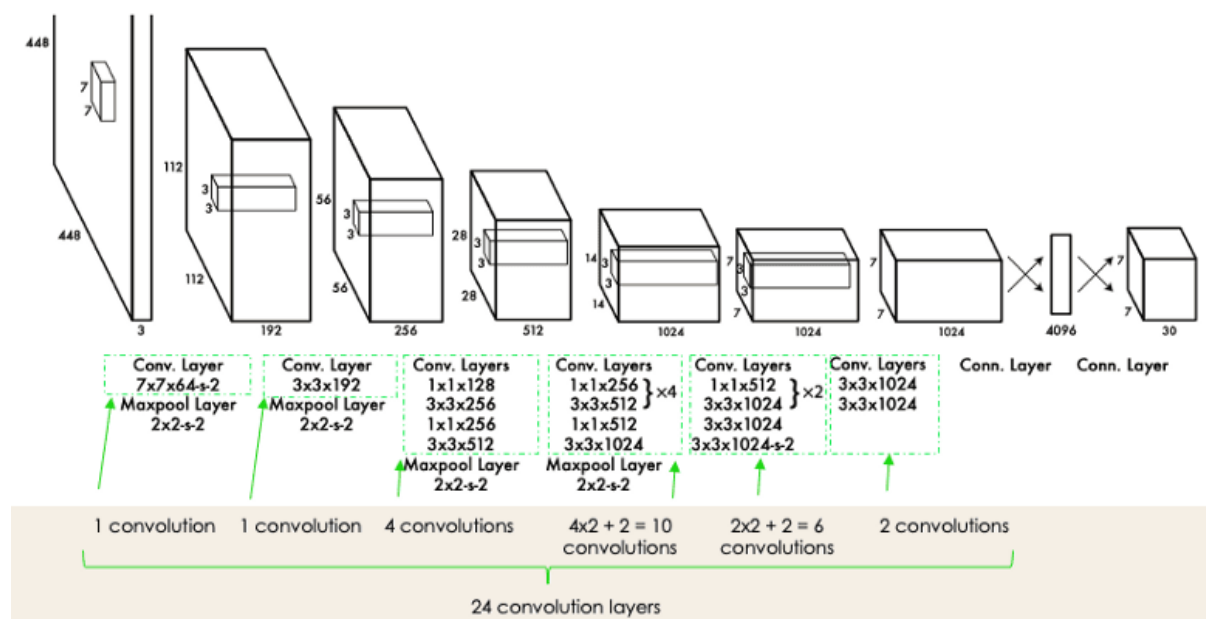 448
7
7
448
3
112
3
3
112
192
56
3
3
56
256
28
3
3
28
512
14
3
3
14
1024
7
3
3
7
1024
7
7
1024
4096
7
7
30
Conv. Layer
7x7x64-s-2
Maxpool Layer
2x2-s-2
Conv. Layer
3x3x192
Maxpool Layer
2x2-s-2
Conv. Layers
1x1x128
3x3x256
1x1x256
3x3x512
Maxpool Layer
2x2-s-2
Conv. Layers
1x1x256
3x3x512 } ×4
1x1x512
3x3x1024
Maxpool Layer
2x2-s-2
Conv. Layers
1x1x512
3x3x1024 } ×2
3x3x1024
3x3x1024-s-2
Conv. Layers
3x3x1024
3x3x1024
Conn. Layer
Conn. Layer
1 convolution
1 convolution
4 convolutions
4x2 + 2 = 10
convolutions
2x2 + 2 = 6
convolutions
2 convolutions
24 convolution layers